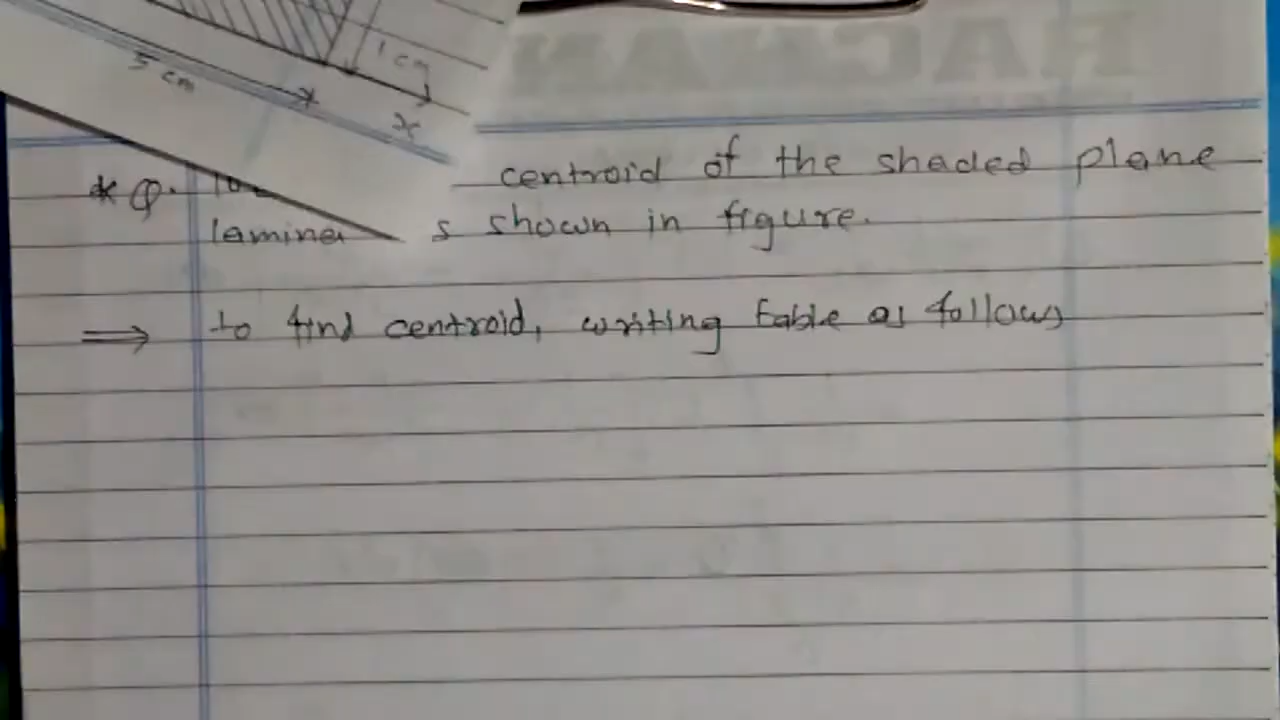 1 cm
5 cm
x
* Q. centroid of the shaded plane
lamina s shown in figure.
⇒ to find centroid, writing table as follows